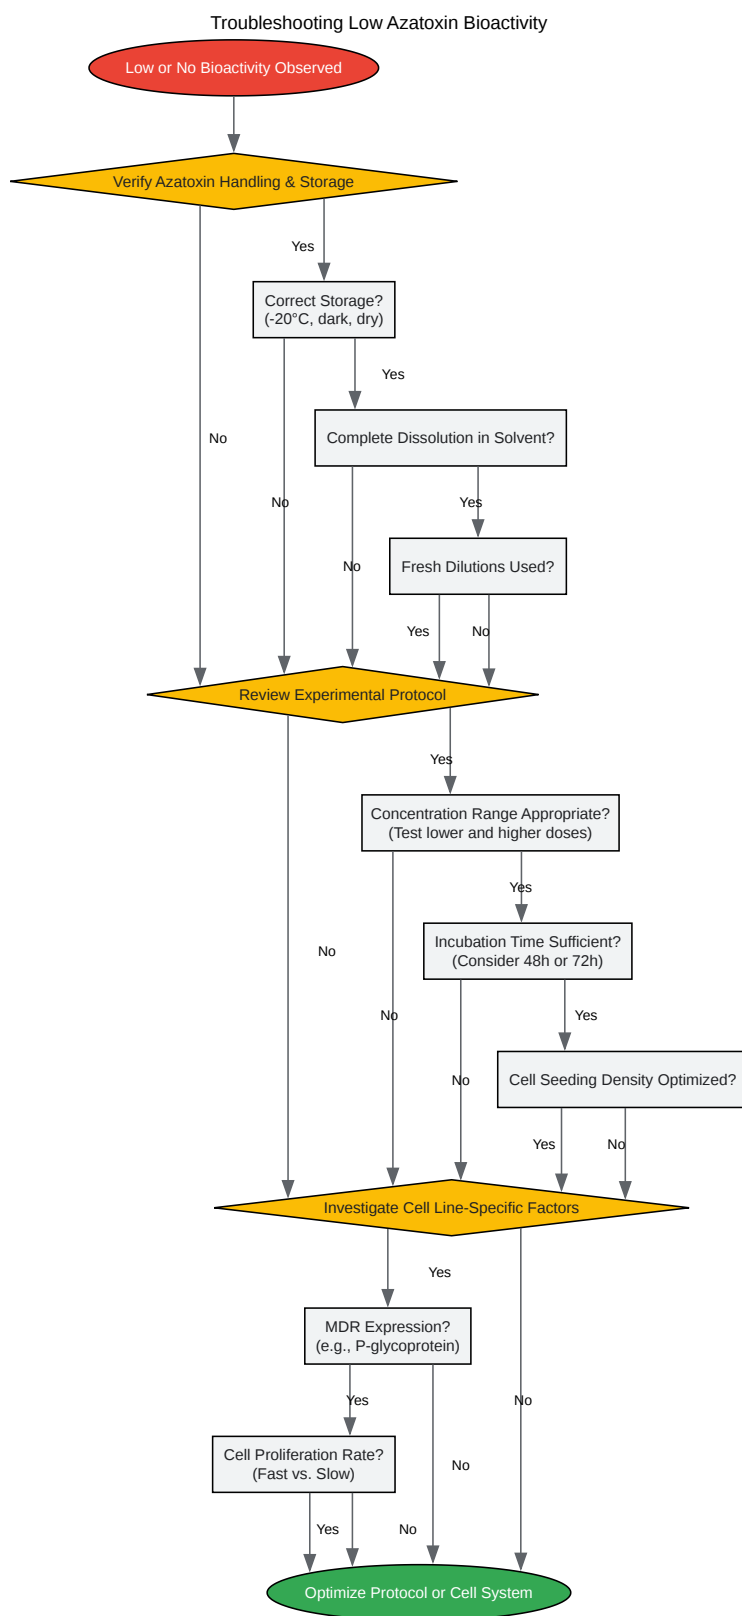 Troubleshooting Low Azatoxin Bioactivity
Low or No Bioactivity Observed
Verify Azatoxin Handling & Storage
Yes
Correct Storage?
(-20°C, dark, dry)
Yes
No
Complete Dissolution in Solvent?
No
Yes
No
Fresh Dilutions Used?
Yes
No
Review Experimental Protocol
Yes
Concentration Range Appropriate?
(Test lower and higher doses)
Yes
No
Incubation Time Sufficient?
(Consider 48h or 72h)
No
Yes
No
Cell Seeding Density Optimized?
Yes
No
Investigate Cell Line-Specific Factors
Yes
MDR Expression?
(e.g., P-glycoprotein)
Yes
No
Cell Proliferation Rate?
(Fast vs. Slow)
No
Yes
No
Optimize Protocol or Cell System